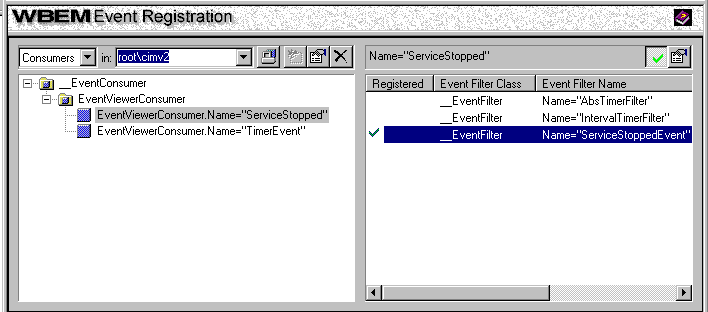 WBEM Event Registration
Consumers in: root\cimv2
Name="ServiceStopped"
__EventConsumer
EventViewerConsumer
EventViewerConsumer.Name="ServiceStopped"
EventViewerConsumer.Name="TimerEvent"
Registered Event Filter Class Event Filter Name
__EventFilter Name="AbsTimerFilter"
__EventFilter Name="IntervalTimerFilter"
__EventFilter Name="ServiceStoppedEvent"